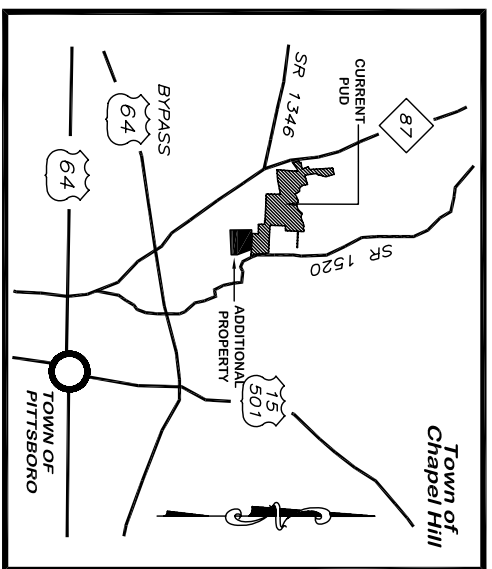 SR 1346
CURRENT
PUD
87
BYPASS
64
64
SR 1520
ADDITIONAL
PROPERTY
15
501
TOWN OF
PITTSBORO
Town of
Chapel Hill